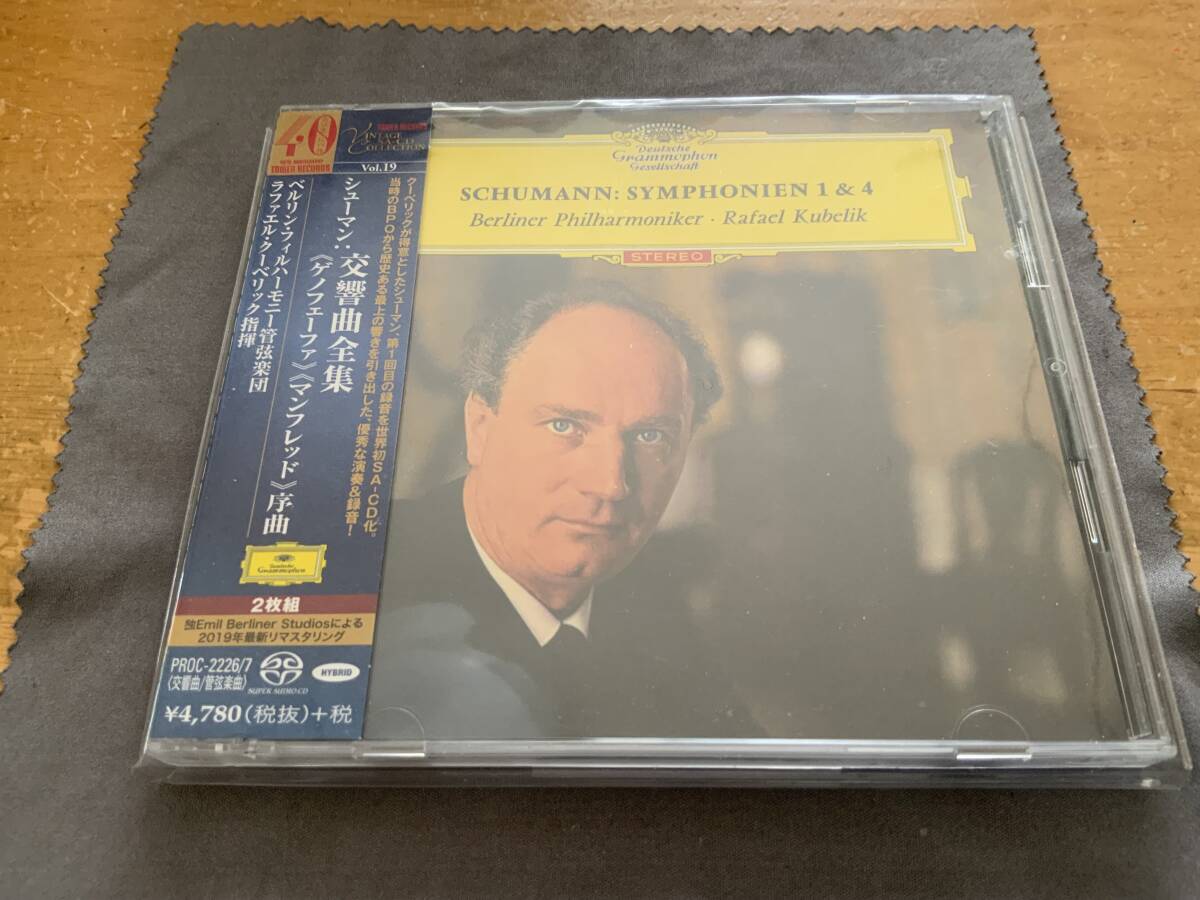 40
TOWER RECORDS
TOWER RECORDS
VINTAGE
SA-CD
COLLECTION
Vol.19
クーベリックが得意としたシューマン、第1回目の録音を世界初SA-CD化。
当時のBPOから歴史ある最上の響きを引き出した、優秀な演奏&録音！
シューマン：交響曲全集
《ゲノフェーファ》《マンフレッド》序曲
ベルリン・フィルハーモニー管弦楽団
ラファエル・クーベリック指揮
Deutsche
Grammophon
2枚組
独Emil Berliner Studiosによる
2019年最新リマスタリング
PROC-2226/7
(交響曲/管弦楽曲)
SUPER AUDIO CD
HYBRID
¥4,780(税抜)+税
Deutsche
Grammophon
Gesellschaft
SCHUMANN: SYMPHONIEN 1 & 4
Berliner Philharmoniker · Rafael Kubelik
STEREO